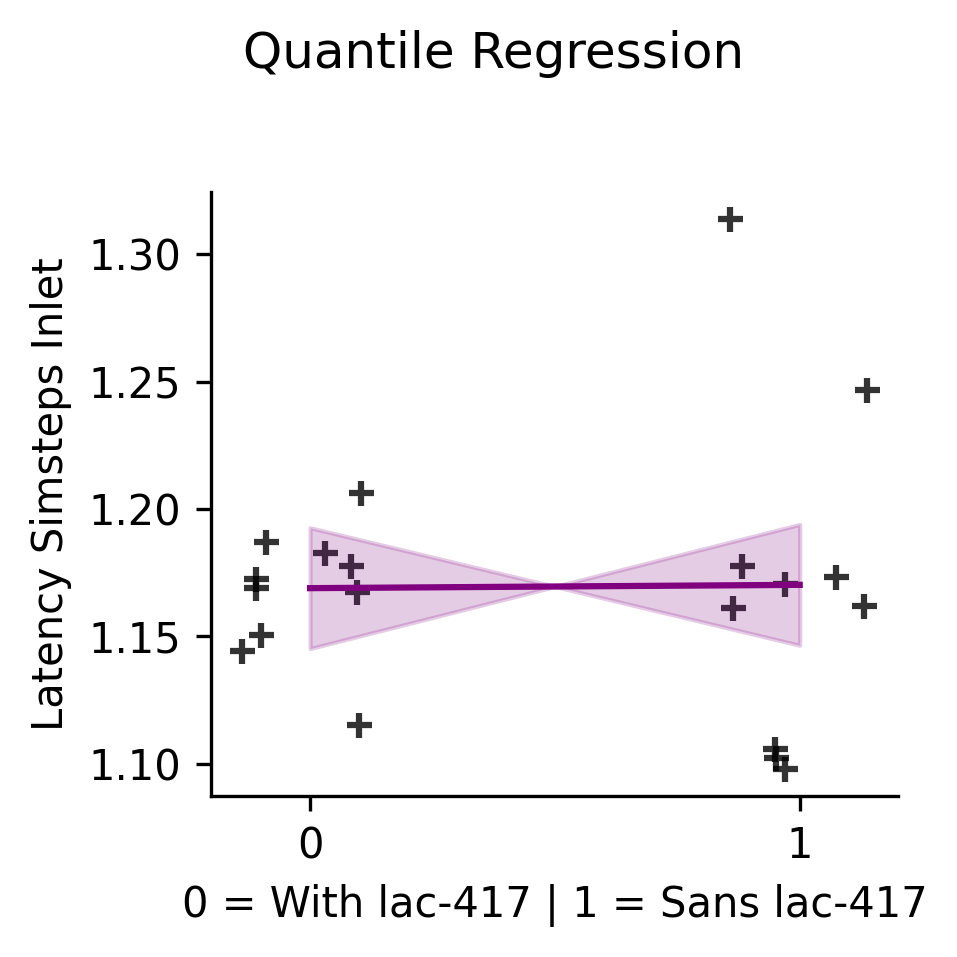 Quantile Regression
Latency Simsteps Inlet
1.30
1.25
1.20
1.15
1.10
0
1
0 = With lac-417 | 1 = Sans lac-417